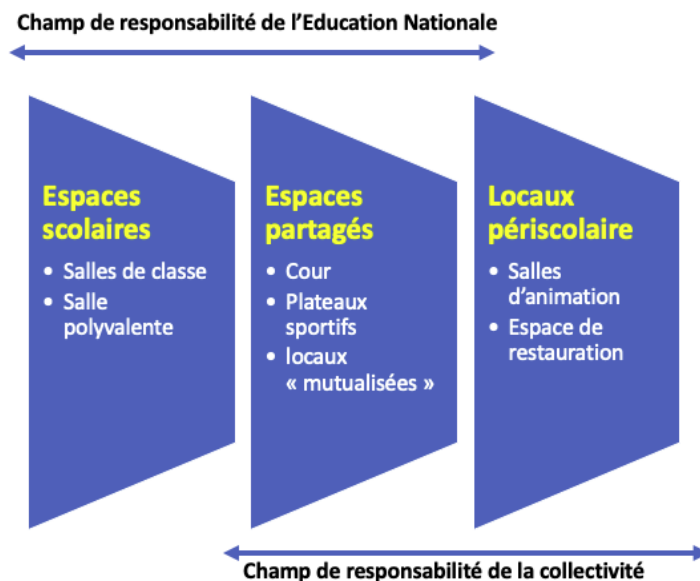 Champ de responsabilité de l’Education Nationale
Espaces
scolaires
• Salles de classe
• Salle
polyvalente
Espaces
partagés
• Cour
• Plateaux
sportifs
• locaux
« mutualisées »
Locaux
périscolaire
• Salles
d’animation
• Espace de
restauration
Champ de responsabilité de la collectivité